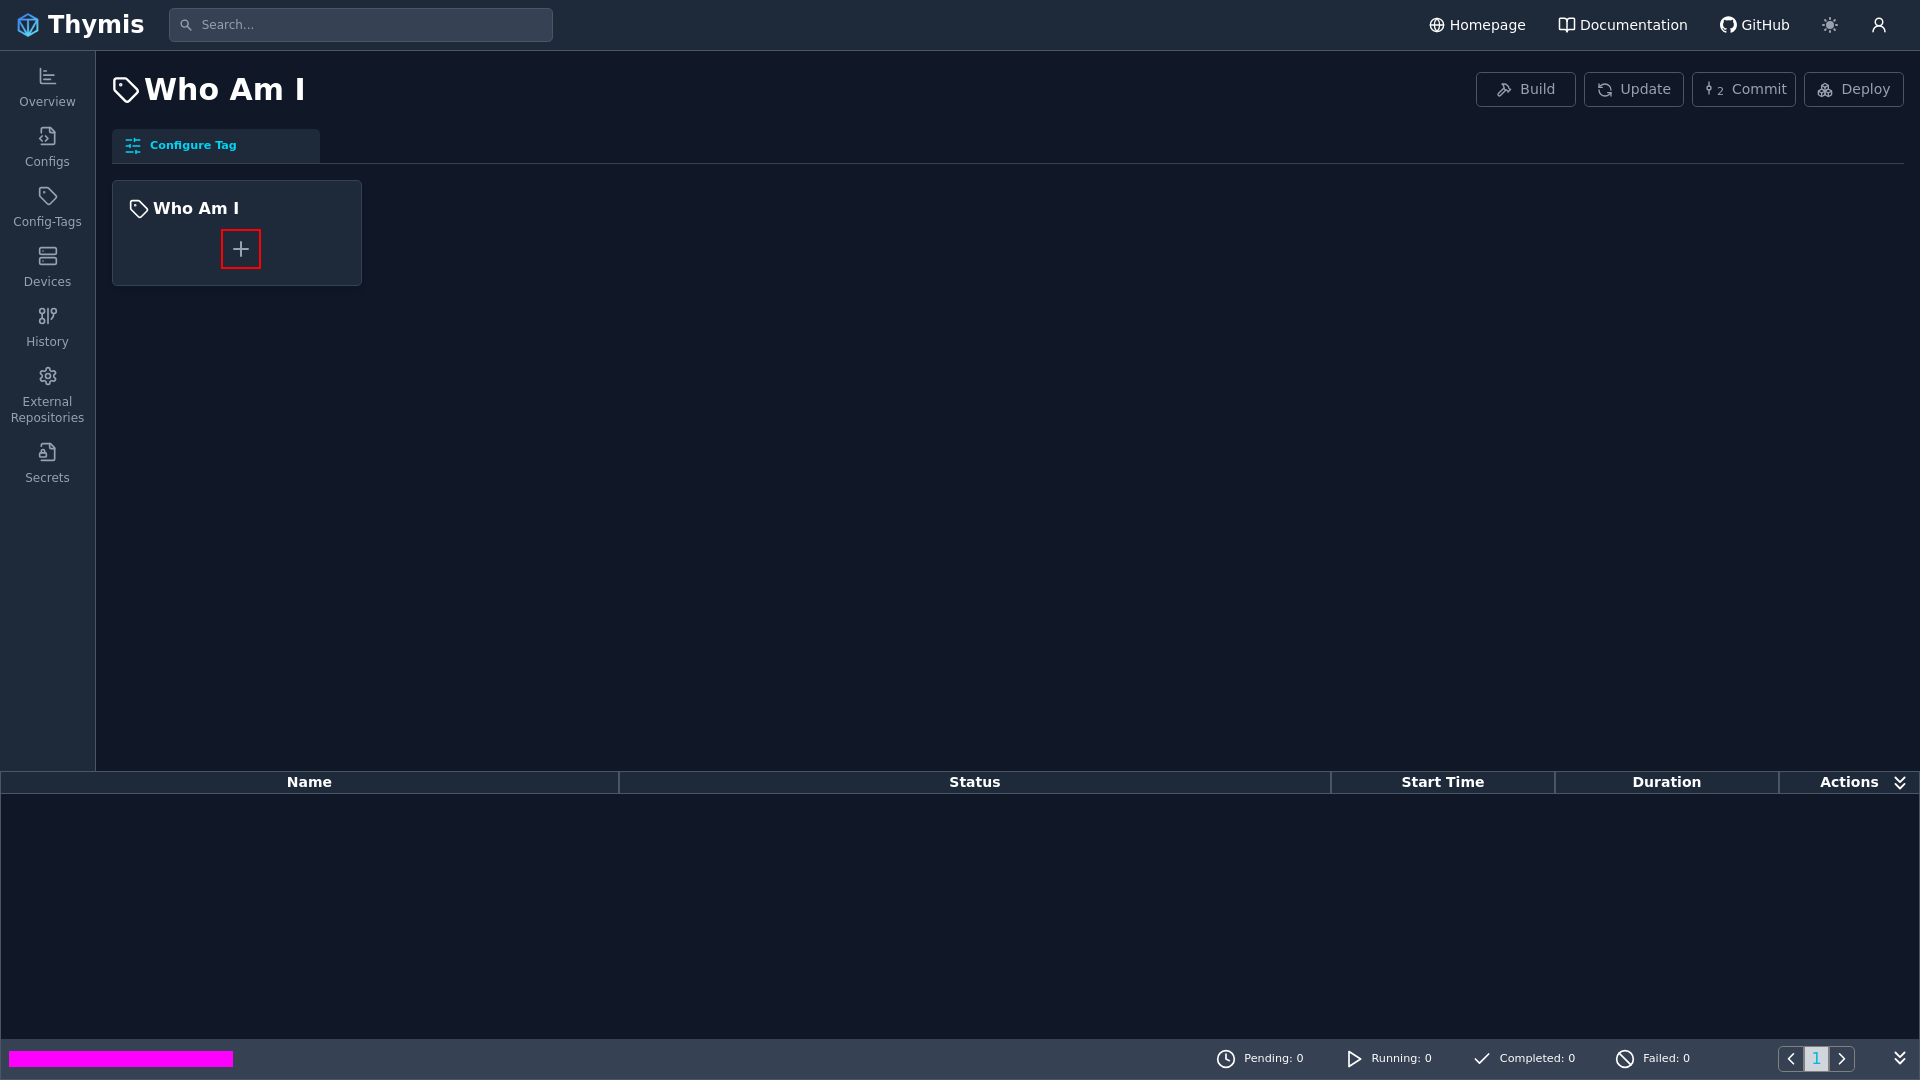 Thymis
Search...
Homepage
Documentation
GitHub
Overview
Configs
Config-Tags
Devices
History
External
Repositories
Secrets
Who Am I
Build
Update
2 Commit
Deploy
Configure Tag
Who Am I
Name
Status
Start Time
Duration
Actions
Pending: 0
Running: 0
Completed: 0
Failed: 0
1